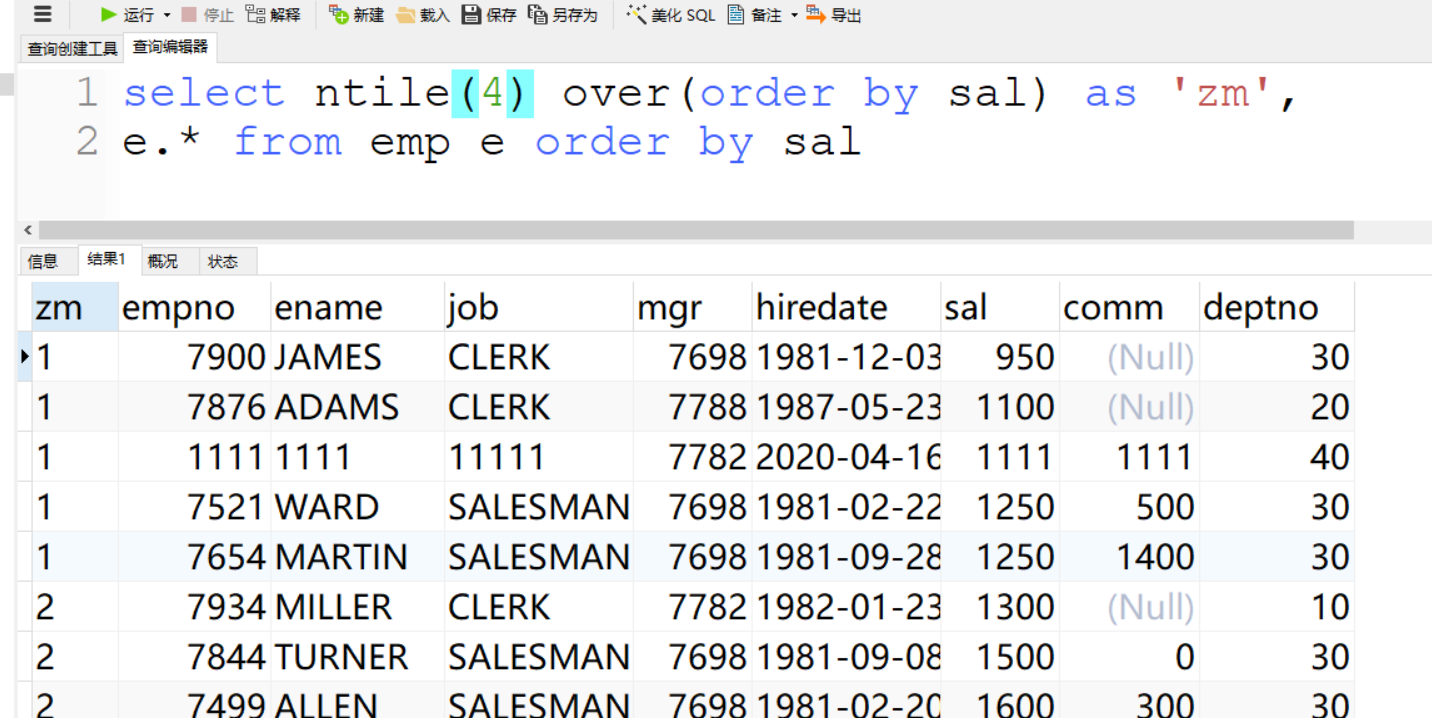 运行 停止 解释 新建 载入 保存 另存为 美化 SQL 备注 导出
查询创建工具 查询编辑器
1 select ntile(4) over(order by sal) as 'zm',
2 e.* from emp e order by sal
信息 结果1 概况 状态
zm empno ename job mgr hiredate sal comm deptno
1 7900 JAMES CLERK 7698 1981-12-03 950 (Null) 30
1 7876 ADAMS CLERK 7788 1987-05-23 1100 (Null) 20
1 1111 1111 11111 7782 2020-04-16 1111 1111 40
1 7521 WARD SALESMAN 7698 1981-02-22 1250 500 30
1 7654 MARTIN SALESMAN 7698 1981-09-28 1250 1400 30
2 7934 MILLER CLERK 7782 1982-01-23 1300 (Null) 10
2 7844 TURNER SALESMAN 7698 1981-09-08 1500 0 30
2 7499 ALLEN SALESMAN 7698 1981-02-20 1600 300 30